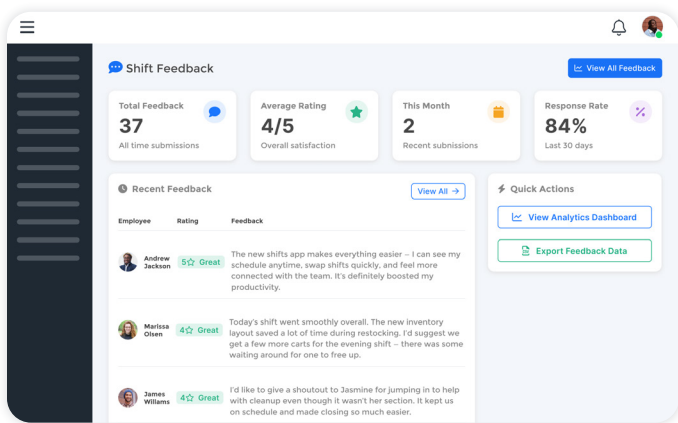 Shift Feedback
View All Feedback
Total Feedback
37
All time submissions
Average Rating
4/5
Overall satisfaction
This Month
2
Recent subnissions
Response Rate
84%
Last 30 days
Recent Feedback
View All →
Employee Rating Feedback
Andrew
Jackson
5☆ Great
The new shifts app makes everything easier – I can see my
schedule anytime, swap shifts quickly, and feel more
connected with the team. It's definitely boosted my
productivity.
Marissa
Olsen
4☆ Great
Today's shift went smoothly overall. The new inventory
layout saved a lot of time during restocking. I'd suggest we
get a few more carts for the evening shift – there was some
waiting around for one to free up.
James
Willams
4☆ Great
I'd like to give a shoutout to Jasmine for jumping in to help
with cleanup even though it wasn't her section. It kept us
on schedule and made closing so much easier.
Quick Actions
View Analytics Dashboard
Export Feedback Data